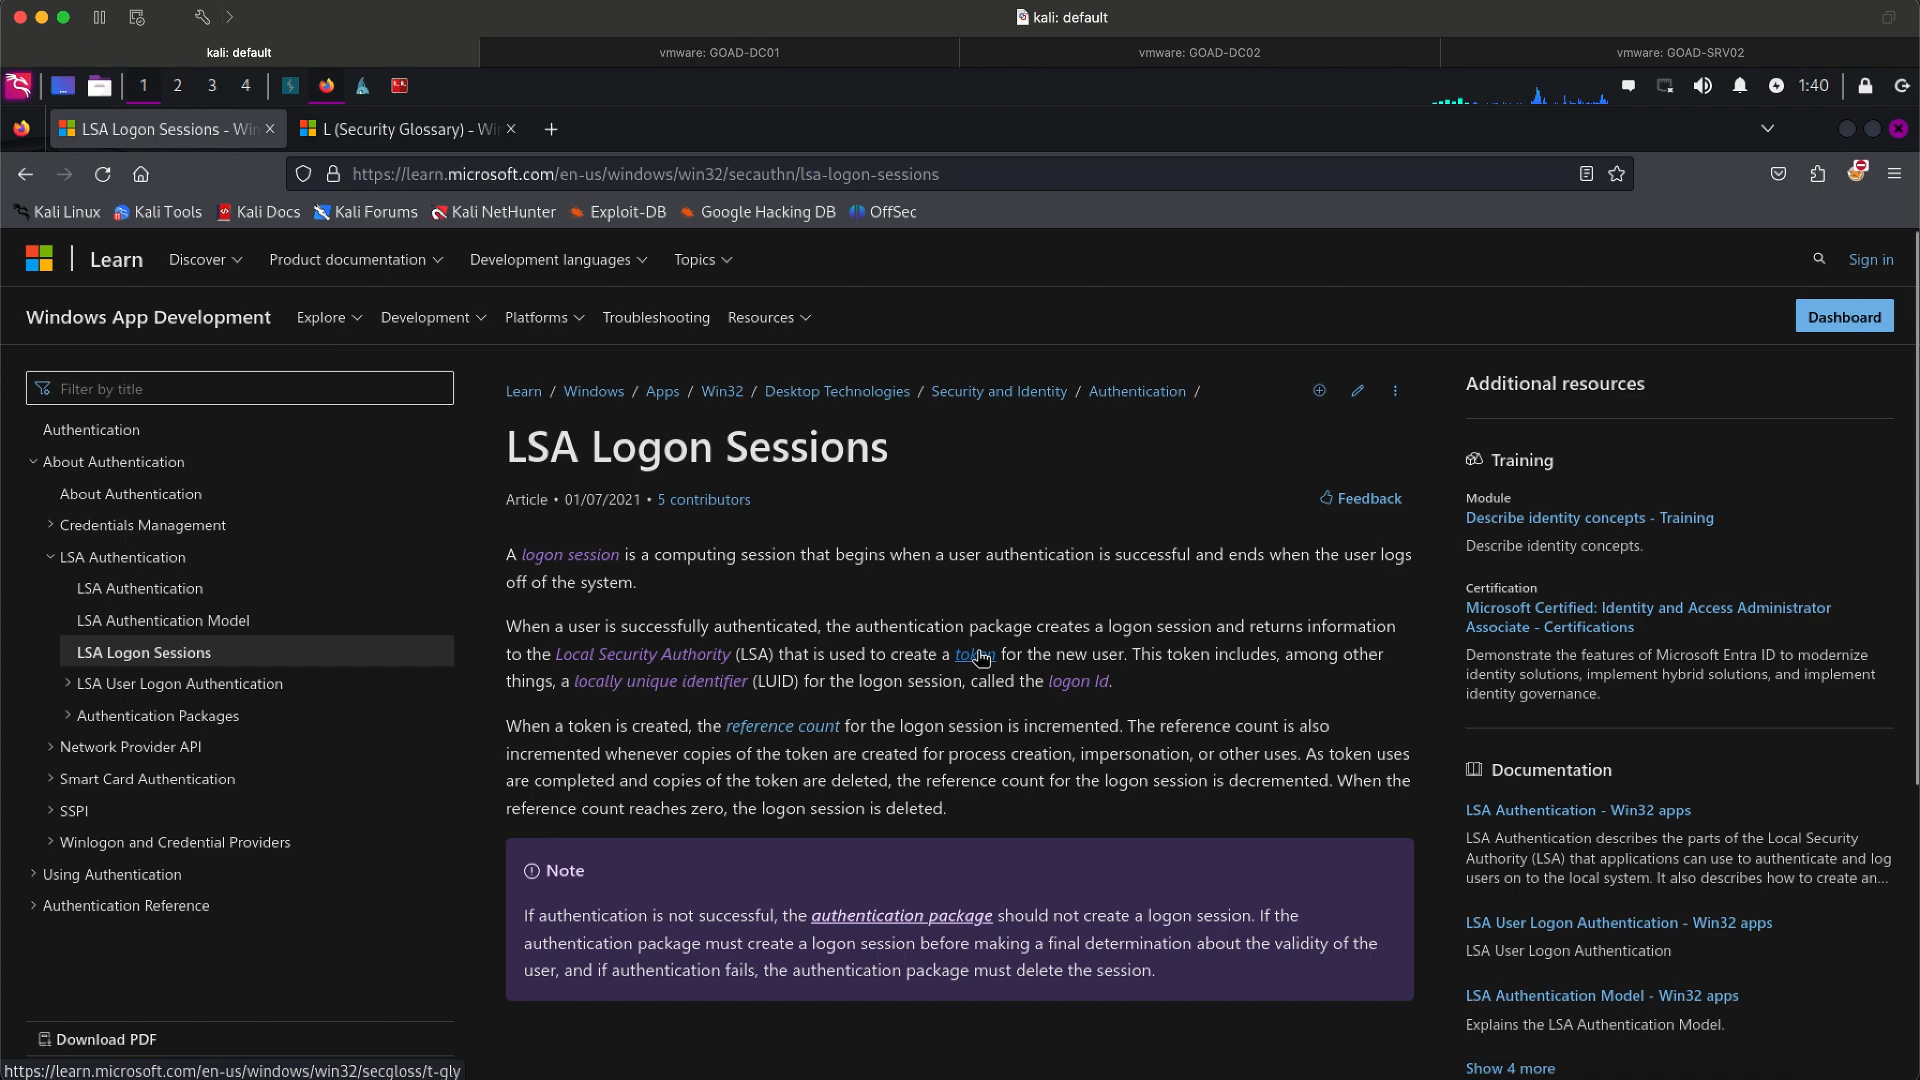 kali: default
kali: default
vmware: GOAD-DC01
vmware: GOAD-DC02
vmware: GOAD-SRV02
1 2 3 4
1:40
LSA Logon Sessions - Win
L (Security Glossary) - Wi
https://learn.microsoft.com/en-us/windows/win32/secauthn/lsa-logon-sessions
Kali Linux Kali Tools Kali Docs Kali Forums Kali NetHunter Exploit-DB Google Hacking DB OffSec
Learn Discover Product documentation Development languages Topics
Sign in
Windows App Development Explore Development Platforms Troubleshooting Resources
Dashboard
Filter by title
Authentication
About Authentication
About Authentication
Credentials Management
LSA Authentication
LSA Authentication
LSA Authentication Model
LSA Logon Sessions
LSA User Logon Authentication
Authentication Packages
Network Provider API
Smart Card Authentication
SSPI
Winlogon and Credential Providers
Using Authentication
Authentication Reference
Download PDF
https://learn.microsoft.com/en-us/windows/win32/secgloss/t-gly
Learn / Windows / Apps / Win32 / Desktop Technologies / Security and Identity / Authentication /
LSA Logon Sessions
Article • 01/07/2021 • 5 contributors
Feedback
A logon session is a computing session that begins when a user authentication is successful and ends when the user logs
off of the system.
When a user is successfully authenticated, the authentication package creates a logon session and returns information
to the Local Security Authority (LSA) that is used to create a token for the new user. This token includes, among other
things, a locally unique identifier (LUID) for the logon session, called the logon Id.
When a token is created, the reference count for the logon session is incremented. The reference count is also
incremented whenever copies of the token are created for process creation, impersonation, or other uses. As token uses
are completed and copies of the token are deleted, the reference count for the logon session is decremented. When the
reference count reaches zero, the logon session is deleted.
Note
If authentication is not successful, the authentication package should not create a logon session. If the
authentication package must create a logon session before making a final determination about the validity of the
user, and if authentication fails, the authentication package must delete the session.
Additional resources
Training
Module
Describe identity concepts - Training
Describe identity concepts.
Certification
Microsoft Certified: Identity and Access Administrator
Associate - Certifications
Demonstrate the features of Microsoft Entra ID to modernize
identity solutions, implement hybrid solutions, and implement
identity governance.
Documentation
LSA Authentication - Win32 apps
LSA Authentication describes the parts of the Local Security
Authority (LSA) that applications can use to authenticate and log
users on to the local system. It also describes how to create an...
LSA User Logon Authentication - Win32 apps
LSA User Logon Authentication
LSA Authentication Model - Win32 apps
Explains the LSA Authentication Model.
Show 4 more